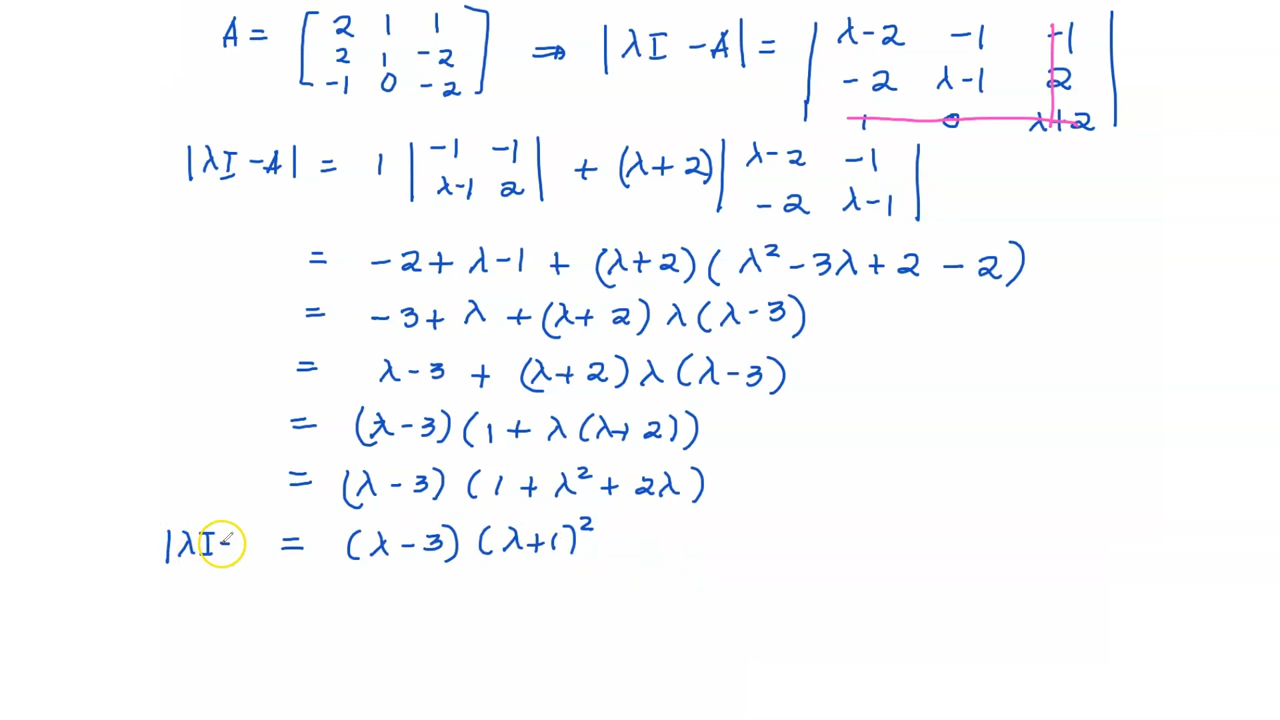 A = [ 2 1 1 ; 2 1 -2 ; -1 0 -2 ] ⟹ |λI - A| = | λ-2 -1 -1 ; -2 λ-1 2 ; 1 0 λ+2 |
|λI - A| = 1 | -1 -1 ; λ-1 2 | + (λ+2) | λ-2 -1 ; -2 λ-1 |
= -2 + λ-1 + (λ+2)(λ² - 3λ + 2 - 2)
= -3 + λ + (λ+2) λ (λ-3)
= λ-3 + (λ+2) λ (λ-3)
= (λ-3)(1 + λ(λ+2))
= (λ-3)(1 + λ² + 2λ)
|λI- = (λ-3)(λ+1)²